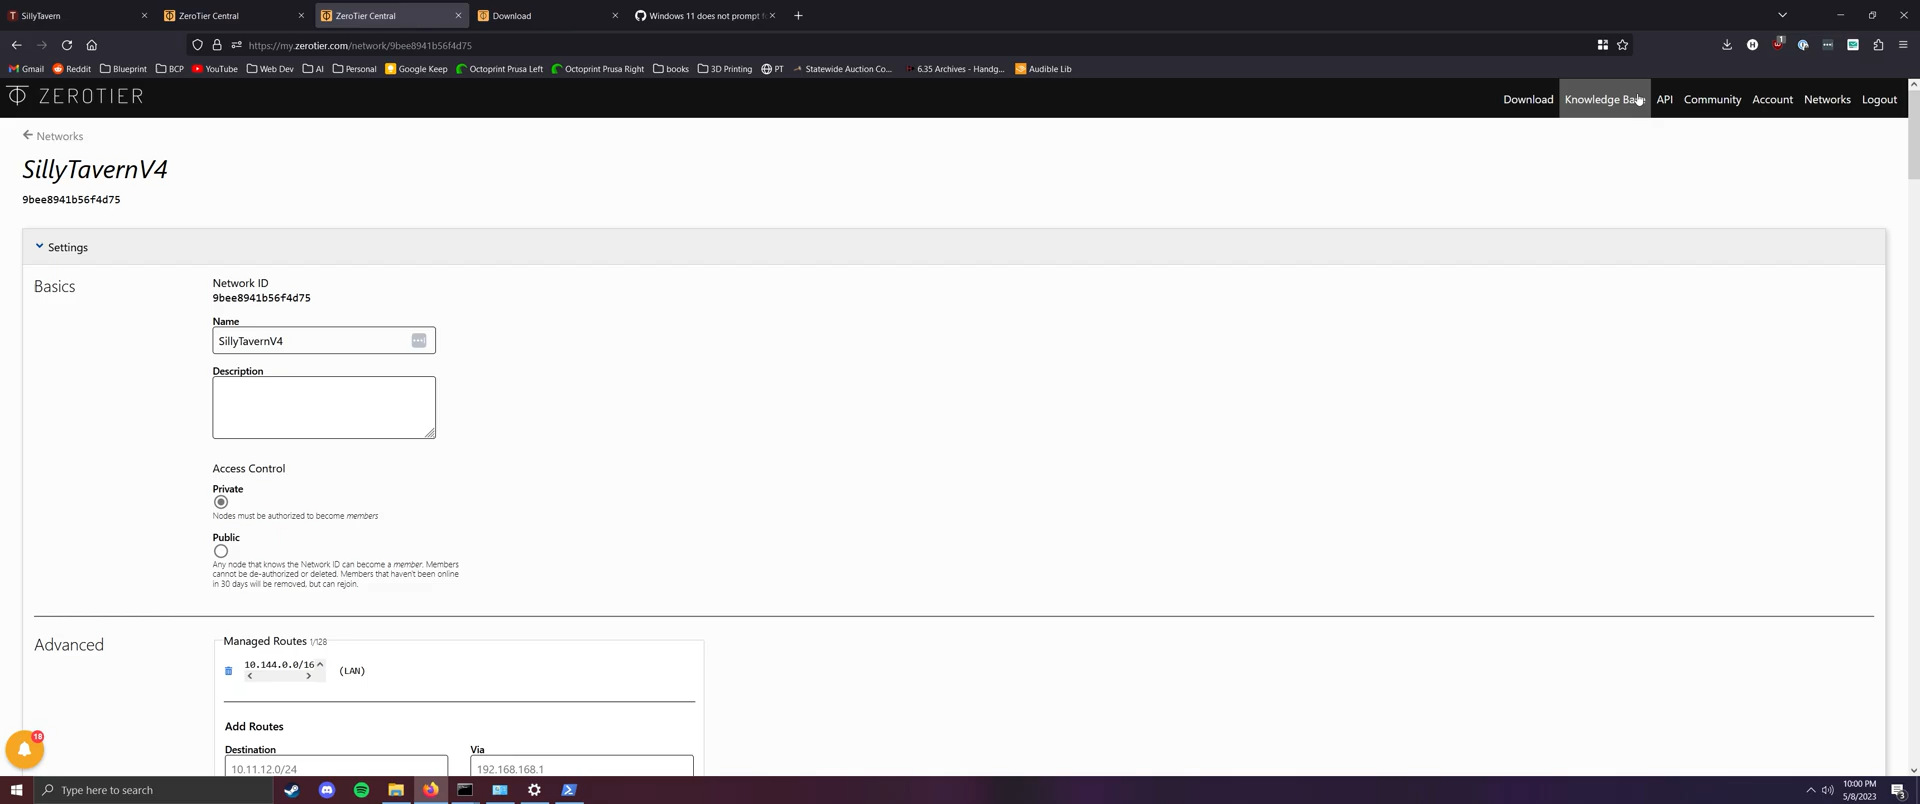 SillyTavern
ZeroTier Central
ZeroTier Central
Download
Windows 11 does not prompt f
https://my.zerotier.com/network/9bee8941b56f4d75
1
Gmail
Reddit
Blueprint
BCP
YouTube
Web Dev
AI
Personal
Google Keep
Octoprint Prusa Left
Octoprint Prusa Right
books
3D Printing
PT
Statewide Auction Co...
6.35 Archives - Handg...
Audible Lib
ZEROTIER
Download
Knowledge Base
API
Community
Account
Networks
Logout
Networks
SillyTavernV4
9bee8941b56f4d75
Settings
Basics
Network ID
9bee8941b56f4d75
Name
SillyTavernV4
Description
Access Control
Private
Nodes must be authorized to become members
Public
Any node that knows the Network ID can become a member. Members
cannot be de-authorized or deleted. Members that haven't been online
in 30 days will be removed, but can rejoin.
Advanced
Managed Routes 1/128
10.144.0.0/16
(LAN)
Add Routes
Destination
Via
10.11.12.0/24
192.168.168.1
18
Type here to search
10:00 PM
5/8/2023
3